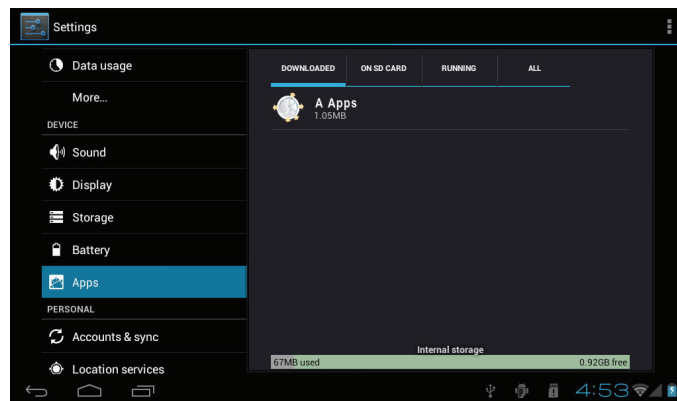 Settings
Data usage
More...
DEVICE
Sound
Display
Storage
Battery
Apps
PERSONAL
Accounts & sync
Location services
DOWNLOADED ON SD CARD RUNNING ALL
A Apps
1.05MB
Internal storage
67MB used 0.92GB free
4:53